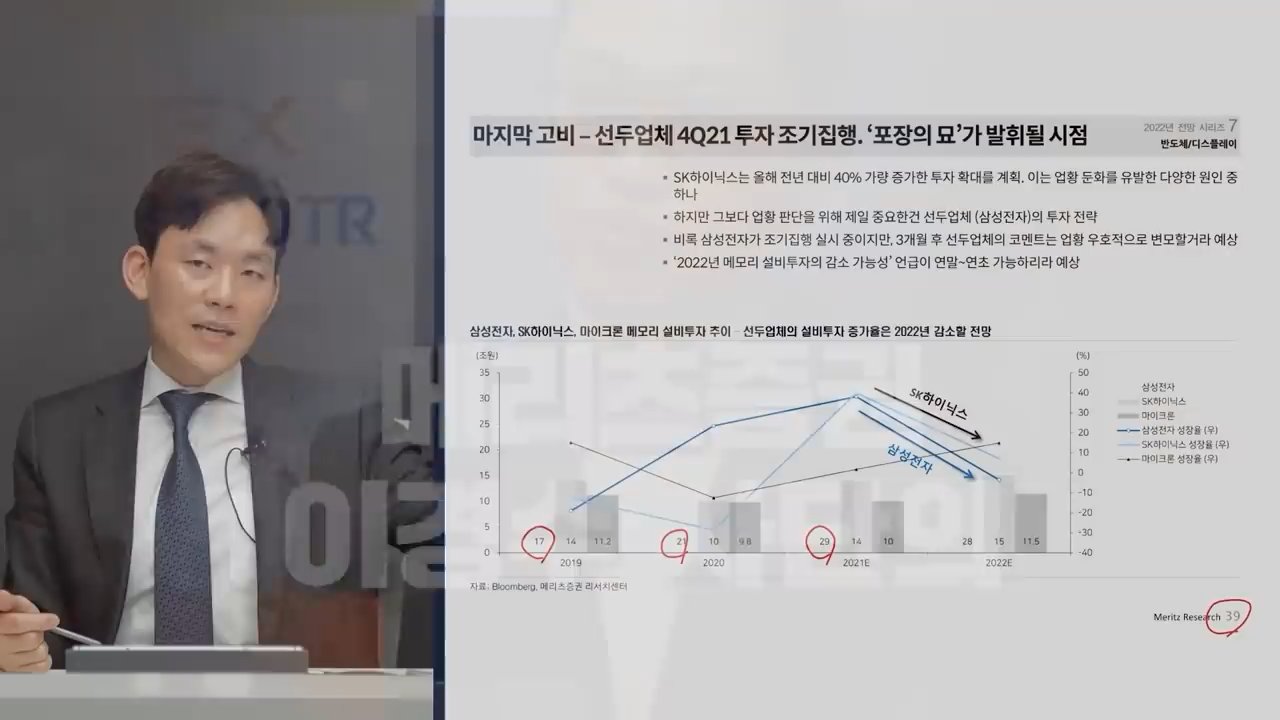 마지막 고비 – 선두업체 4Q21 투자 조기집행. ‘포장의 묘’가 발휘될 시점
2022년 전망 시리즈 7
반도체/디스플레이
▪ SK하이닉스는 올해 전년 대비 40% 가량 증가한 투자 확대를 계획. 이는 업황 둔화를 유발한 다양한 원인 중
하나
▪ 하지만 그보다 업황 판단을 위해 제일 중요한건 선두업체 (삼성전자)의 투자 전략
▪ 비록 삼성전자가 조기집행 실시 중이지만, 3개월 후 선두업체의 코멘트는 업황 우호적으로 변모할거라 예상
▪ ‘2022년 메모리 설비투자의 감소 가능성’ 언급이 연말~연초 가능하리라 예상
삼성전자, SK하이닉스, 마이크론 메모리 설비투자 추이 – 선두업체의 설비투자 증가율은 2022년 감소할 전망
(조원)
(%)
35
30
25
20
15
10
5
0
50
40
30
20
10
0
-10
-20
-30
-40
SK하이닉스
삼성전자
17 14 11.2
21 10 9.8
29 14 10
28 15 11.5
2019 2020 2021E 2022E
삼성전자
SK하이닉스
마이크론
삼성전자 성장율 (우)
SK하이닉스 성장율 (우)
마이크론 성장율 (우)
자료: Bloomberg, 메리츠증권 리서치센터
Meritz Research 39
메리츠증권
TR